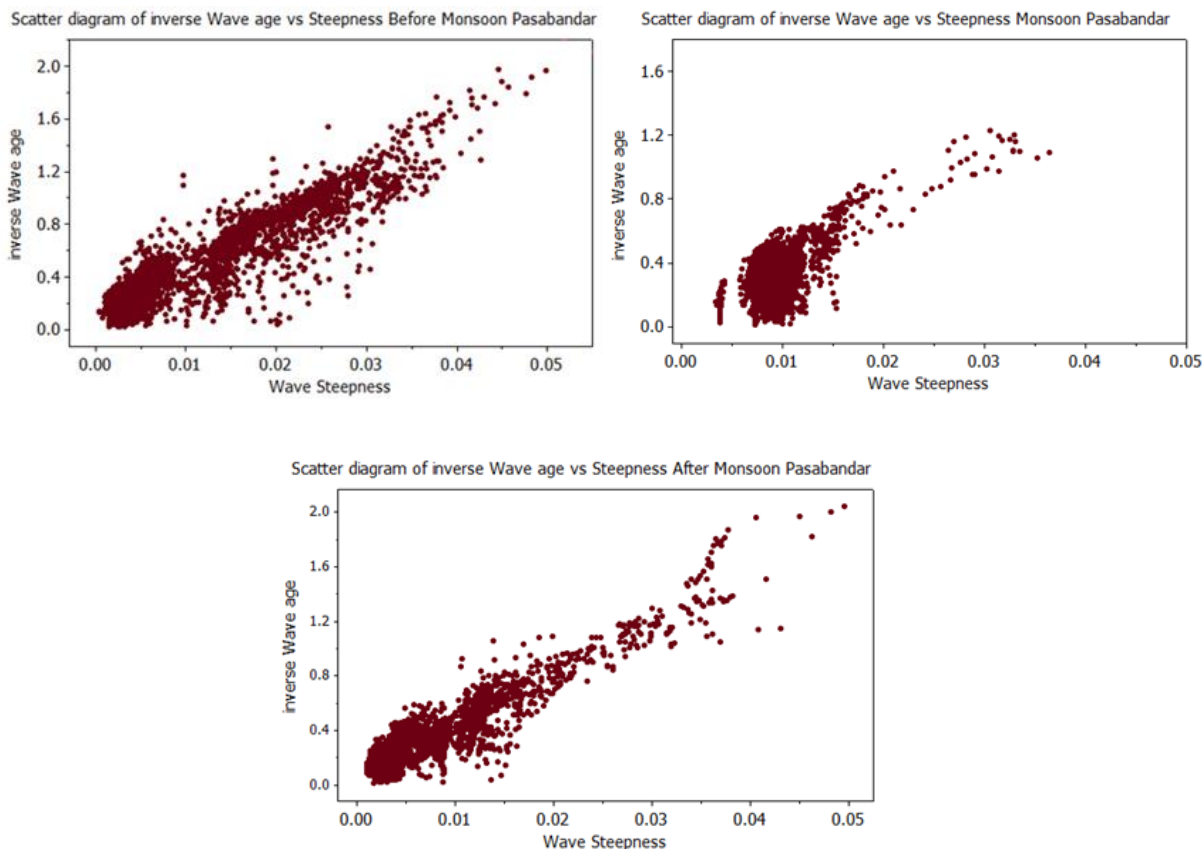 Scatter diagram of inverse Wave age vs Steepness Before Monsoon Pasabandar
inverse Wave age
2.0
1.6
1.2
0.8
0.4
0.0
0.00 0.01 0.02 0.03 0.04 0.05
Wave Steepness
Scatter diagram of inverse Wave age vs Steepness Monsoon Pasabandar
inverse Wave age
1.6
1.2
0.8
0.4
0.0
0.00 0.01 0.02 0.03 0.04 0.05
Wave Steepness
Scatter diagram of inverse Wave age vs Steepness After Monsoon Pasabandar
inverse Wave age
2.0
1.6
1.2
0.8
0.4
0.0
0.00 0.01 0.02 0.03 0.04 0.05
Wave Steepness